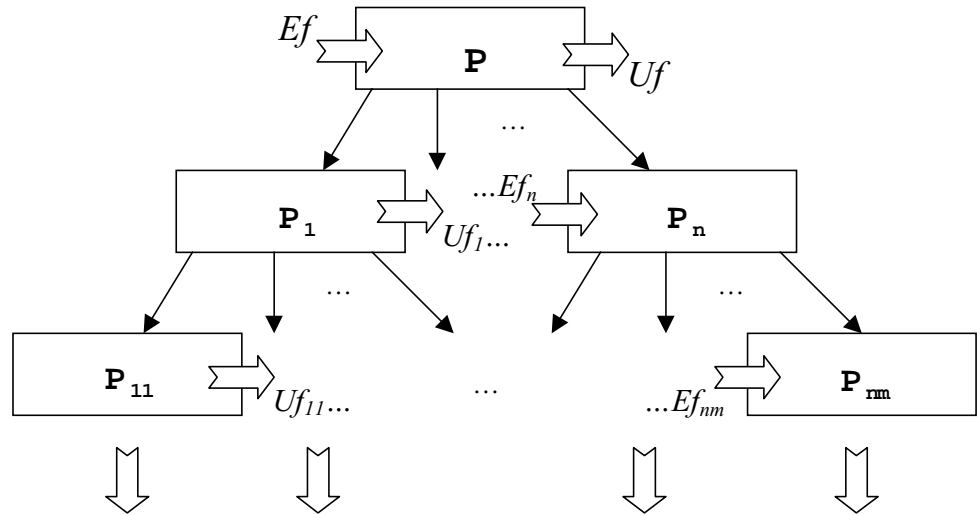 Ef
P
Uf
...
...Efₙ
P₁
Pₙ
Uf₁...
...
...
P₁₁
Pₙₘ
Uf₁₁...
...
...Efₙₘ